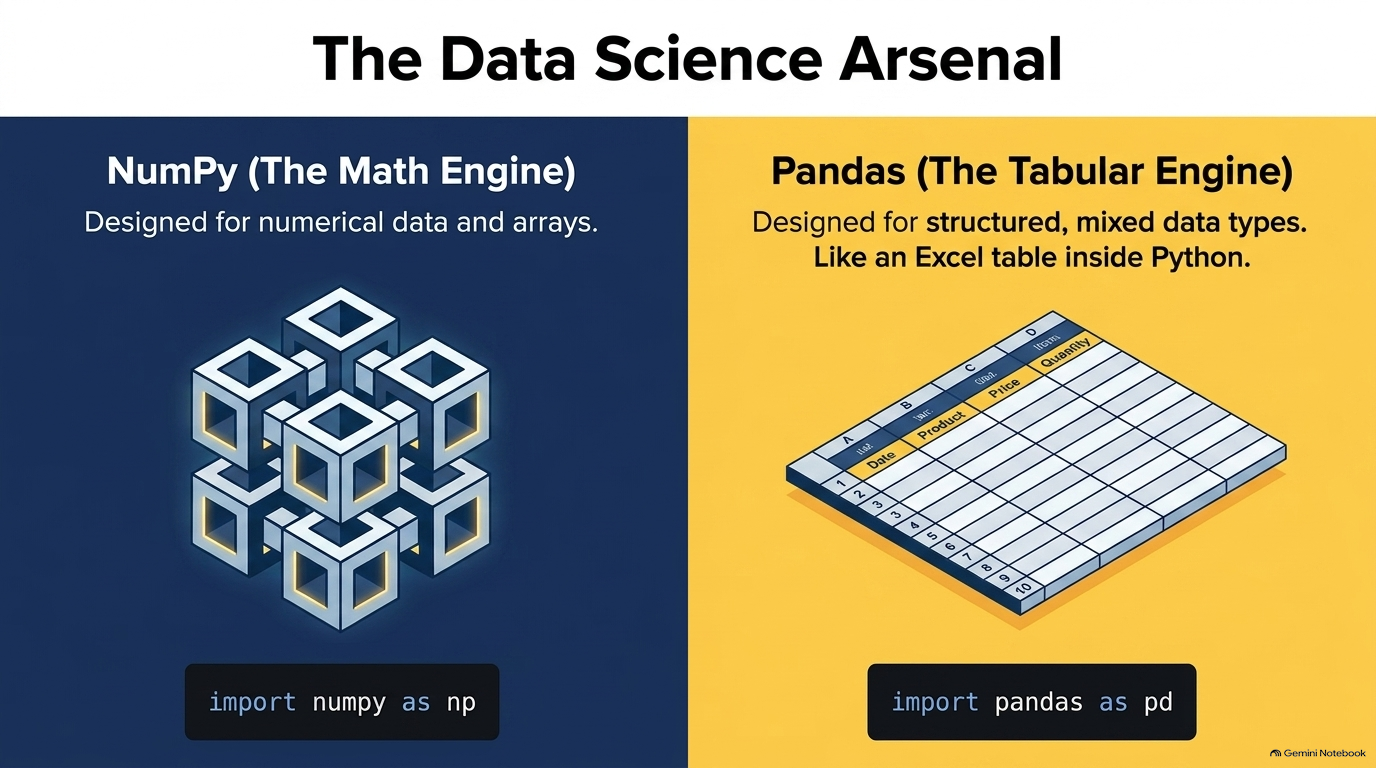 The Data Science Arsenal
NumPy (The Math Engine)
Designed for numerical data and arrays.
import numpy as np
Pandas (The Tabular Engine)
Designed for structured, mixed data types.
Like an Excel table inside Python.
A
B
C
D
Date
Product
Price
Quantity
1
2
3
3
4
5
6
7
8
9
10
import pandas as pd
Gemini Notebook